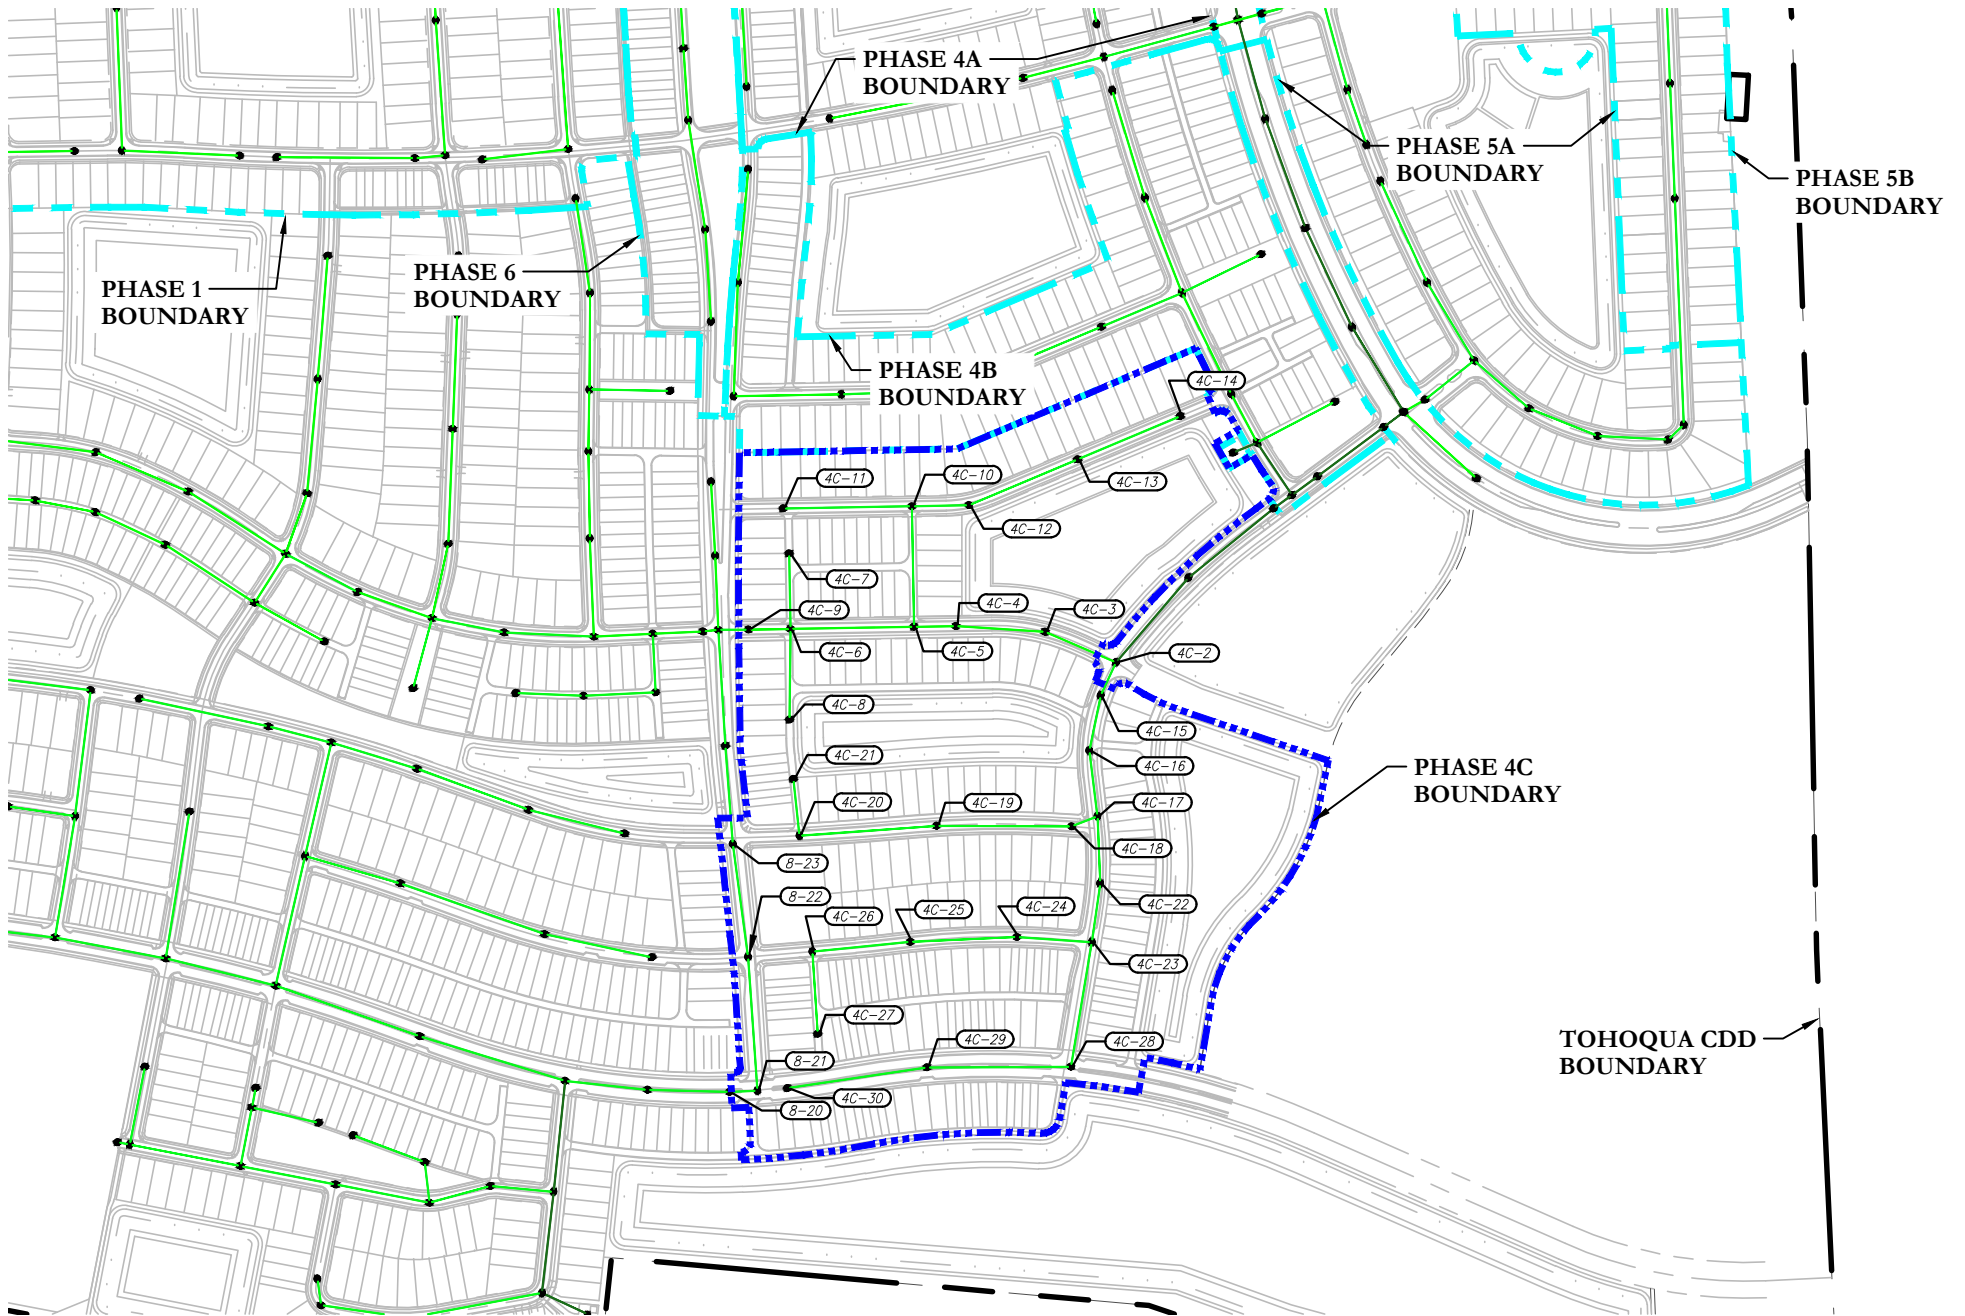 PHASE 4A
BOUNDARY
PHASE 5A
BOUNDARY
PHASE 5B
BOUNDARY
PHASE 1
BOUNDARY
PHASE 6
BOUNDARY
PHASE 4B
BOUNDARY
4C-14
4C-11
4C-10
4C-13
4C-12
4C-7
4C-9
4C-4
4C-3
4C-6
4C-5
4C-2
4C-8
4C-15
4C-21
4C-16
PHASE 4C
BOUNDARY
4C-20
4C-19
4C-17
4C-18
8-23
8-22
4C-26
4C-25
4C-24
4C-22
4C-23
4C-27
4C-29
4C-28
TOHOQUA CDD
BOUNDARY
8-21
4C-30
8-20